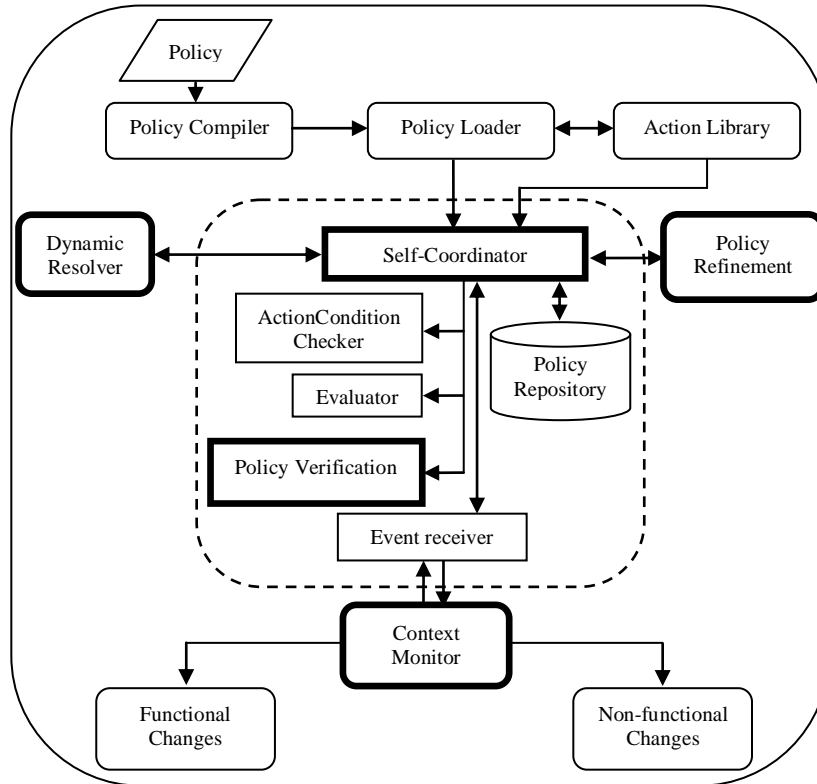 Policy
Policy Compiler
Policy Loader
Action Library
Dynamic
Resolver
Self-Coordinator
Policy
Refinement
ActionCondition
Checker
Policy
Repository
Evaluator
Policy Verification
Event receiver
Context
Monitor
Functional
Changes
Non-functional
Changes